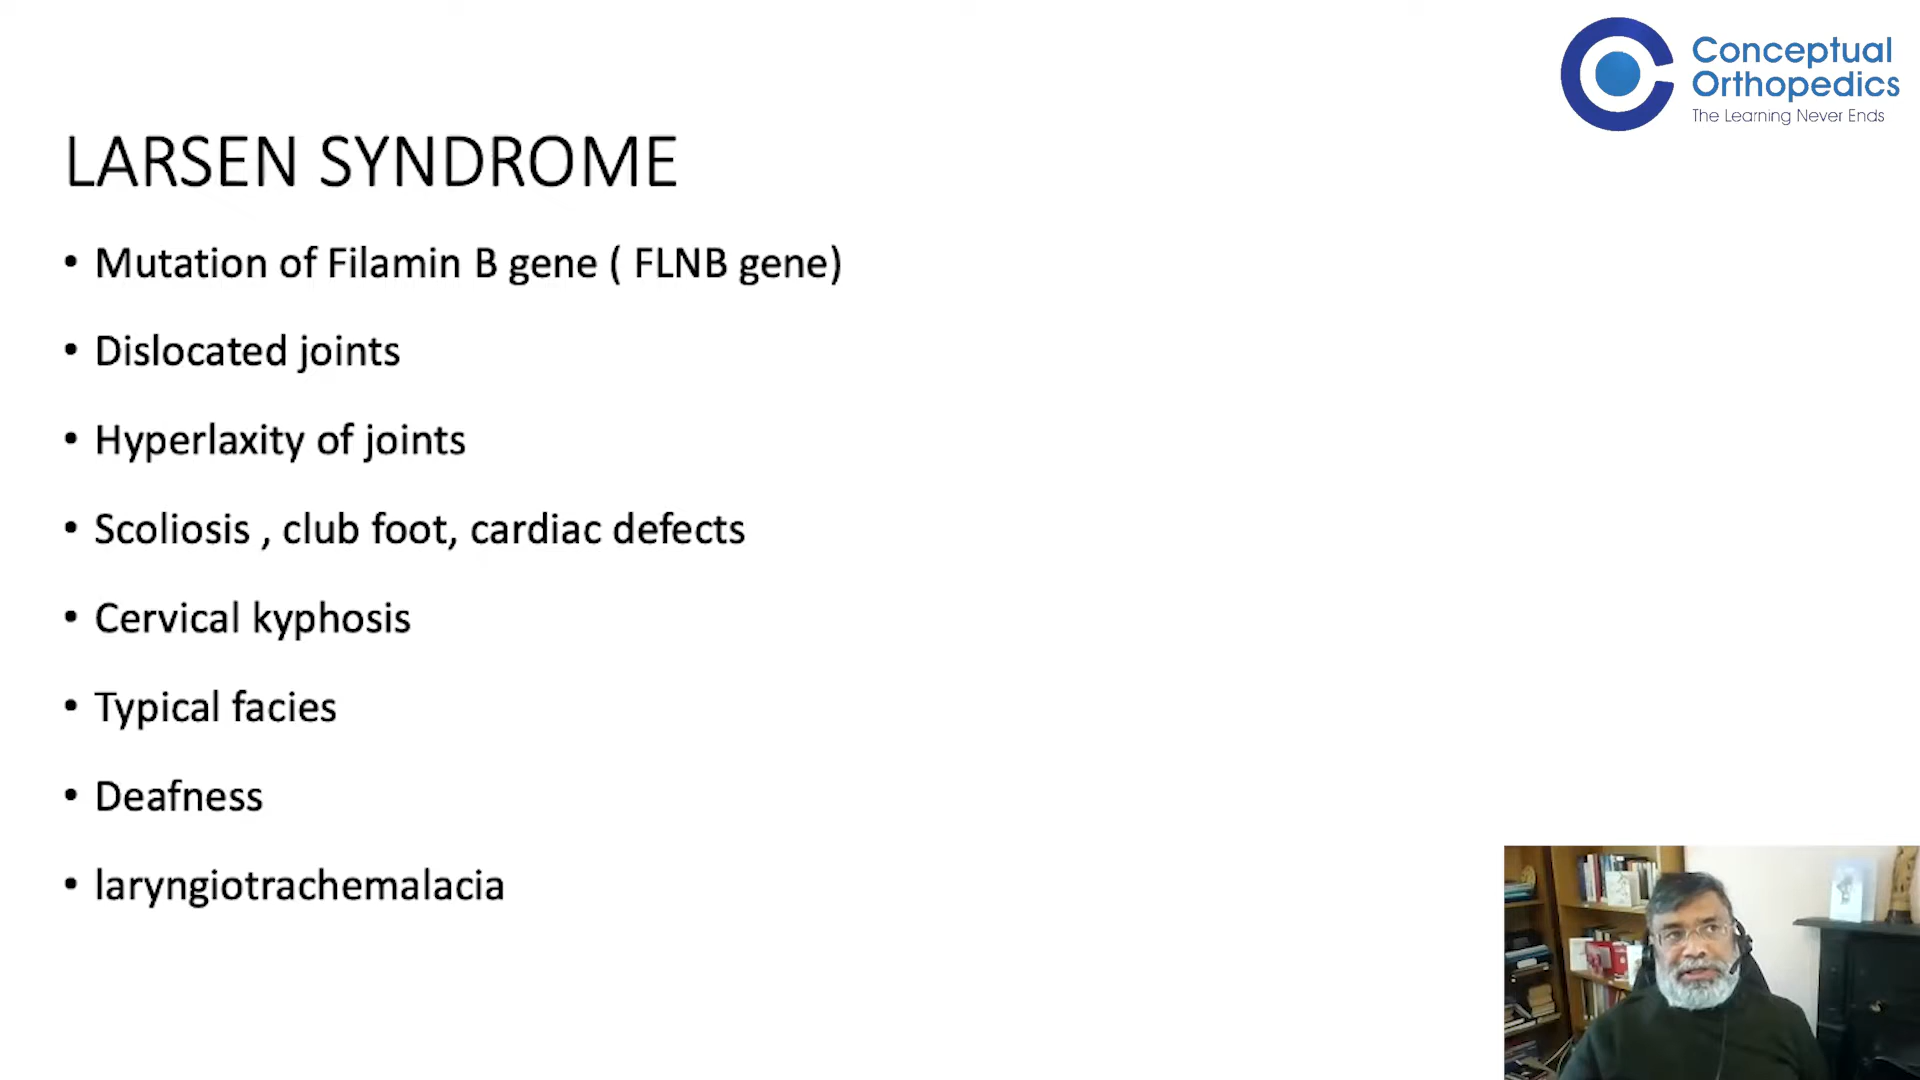 Conceptual
Orthopedics
The Learning Never Ends
LARSEN SYNDROME
• Mutation of Filamin B gene ( FLNB gene)
• Dislocated joints
• Hyperlaxity of joints
• Scoliosis , club foot, cardiac defects
• Cervical kyphosis
• Typical facies
• Deafness
• laryngiotrachemalacia